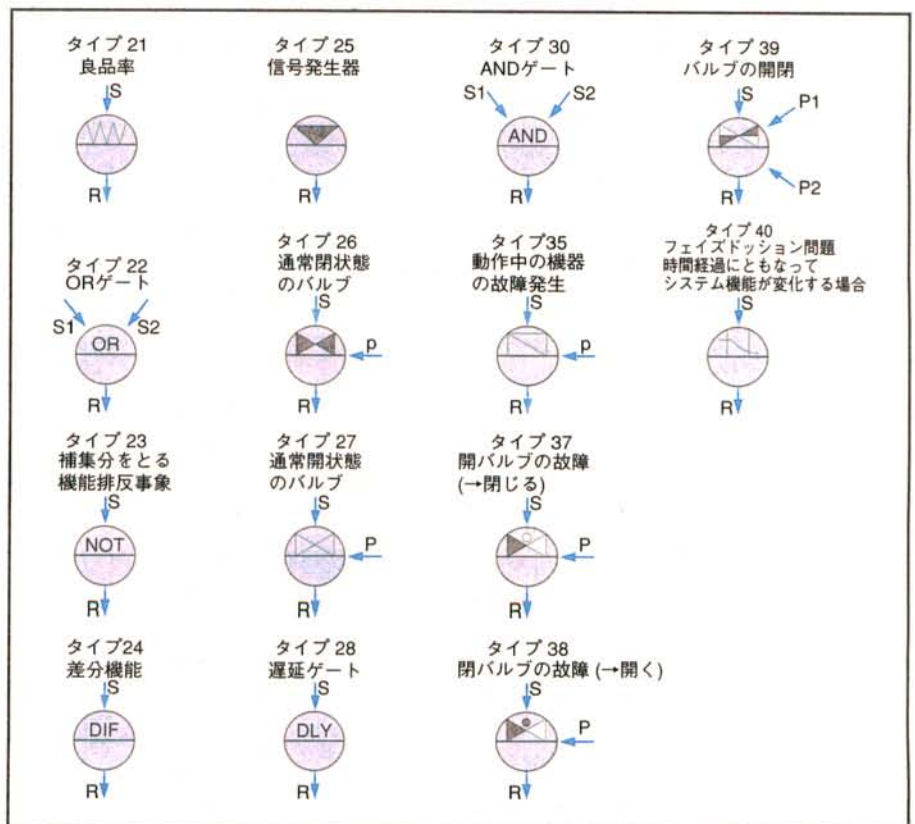 タイプ 21
良品率
S
R
タイプ 25
信号発生器
R
タイプ 30
ANDゲート
S1 S2
AND
R
タイプ 39
バルブの開閉
S
P1
P2
R
タイプ 22
ORゲート
S1 S2
OR
R
タイプ 26
通常閉状態
のバルブ
S
p
R
タイプ35
動作中の機器
の故障発生
S
p
R
タイプ 40
フェイズドッション問題
時間経過にともなって
システム機能が変化する場合
S
R
タイプ 23
補集分をとる
機能排反事象
S
NOT
R
タイプ 27
通常開状態
のバルブ
S
P
R
タイプ 37
開バルブの故障
(→閉じる)
S
P
R
タイプ24
差分機能
S
DIF
R
タイプ 28
遅延ゲート
S
DLY
R
タイプ 38
閉バルブの故障 (→開く)
S
P
R